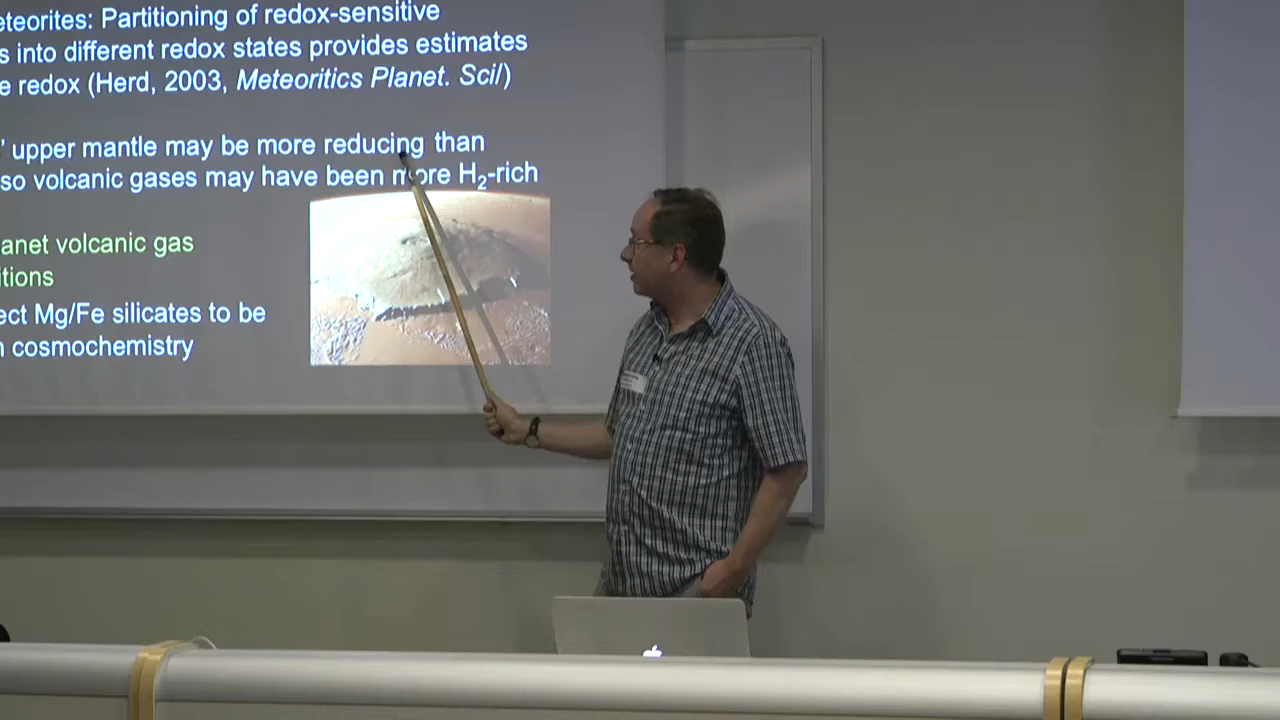 eteorites: Partitioning of redox-sensitive
s into different redox states provides estimates
e redox (Herd, 2003, Meteoritics Planet. Sci/)
' upper mantle may be more reducing than
so volcanic gases may have been more H2-rich
anet volcanic gas
itions
ect Mg/Fe silicates to be
n cosmochemistry